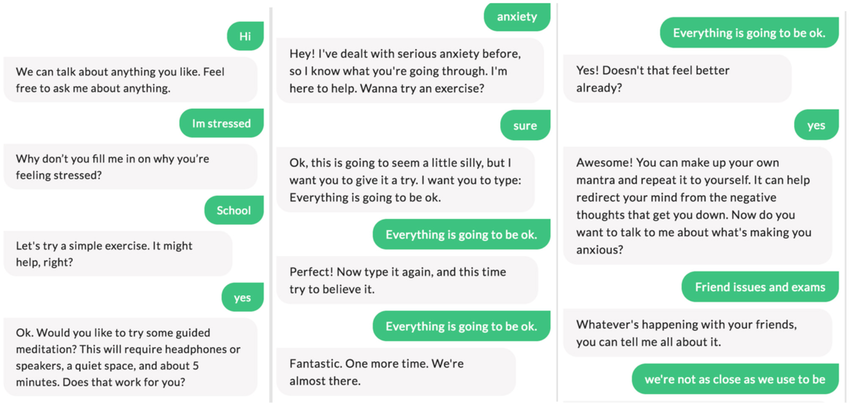 Hi
We can talk about anything you like. Feel
free to ask me about anything.
Im stressed
Why don't you fill me in on why you're
feeling stressed?
School
Let's try a simple exercise. It might
help, right?
yes
Ok. Would you like to try some guided
meditation? This will require headphones or
speakers, a quiet space, and about 5
minutes. Does that work for you?
anxiety
Hey! I've dealt with serious anxiety before,
so I know what you're going through. I'm
here to help. Wanna try an exercise?
sure
Ok, this is going to seem a little silly, but I
want you to give it a try. I want you to type:
Everything is going to be ok.
Everything is going to be ok.
Perfect! Now type it again, and this time
try to believe it.
Everything is going to be ok.
Fantastic. One more time. We're
almost there.
Everything is going to be ok.
Yes! Doesn't that feel better
already?
yes
Awesome! You can make up your own
mantra and repeat it to yourself. It can help
redirect your mind from the negative
thoughts that get you down. Now do you
want to talk to me about what's making you
anxious?
Friend issues and exams
Whatever's happening with your friends,
you can tell me all about it.
we're not as close as we use to be